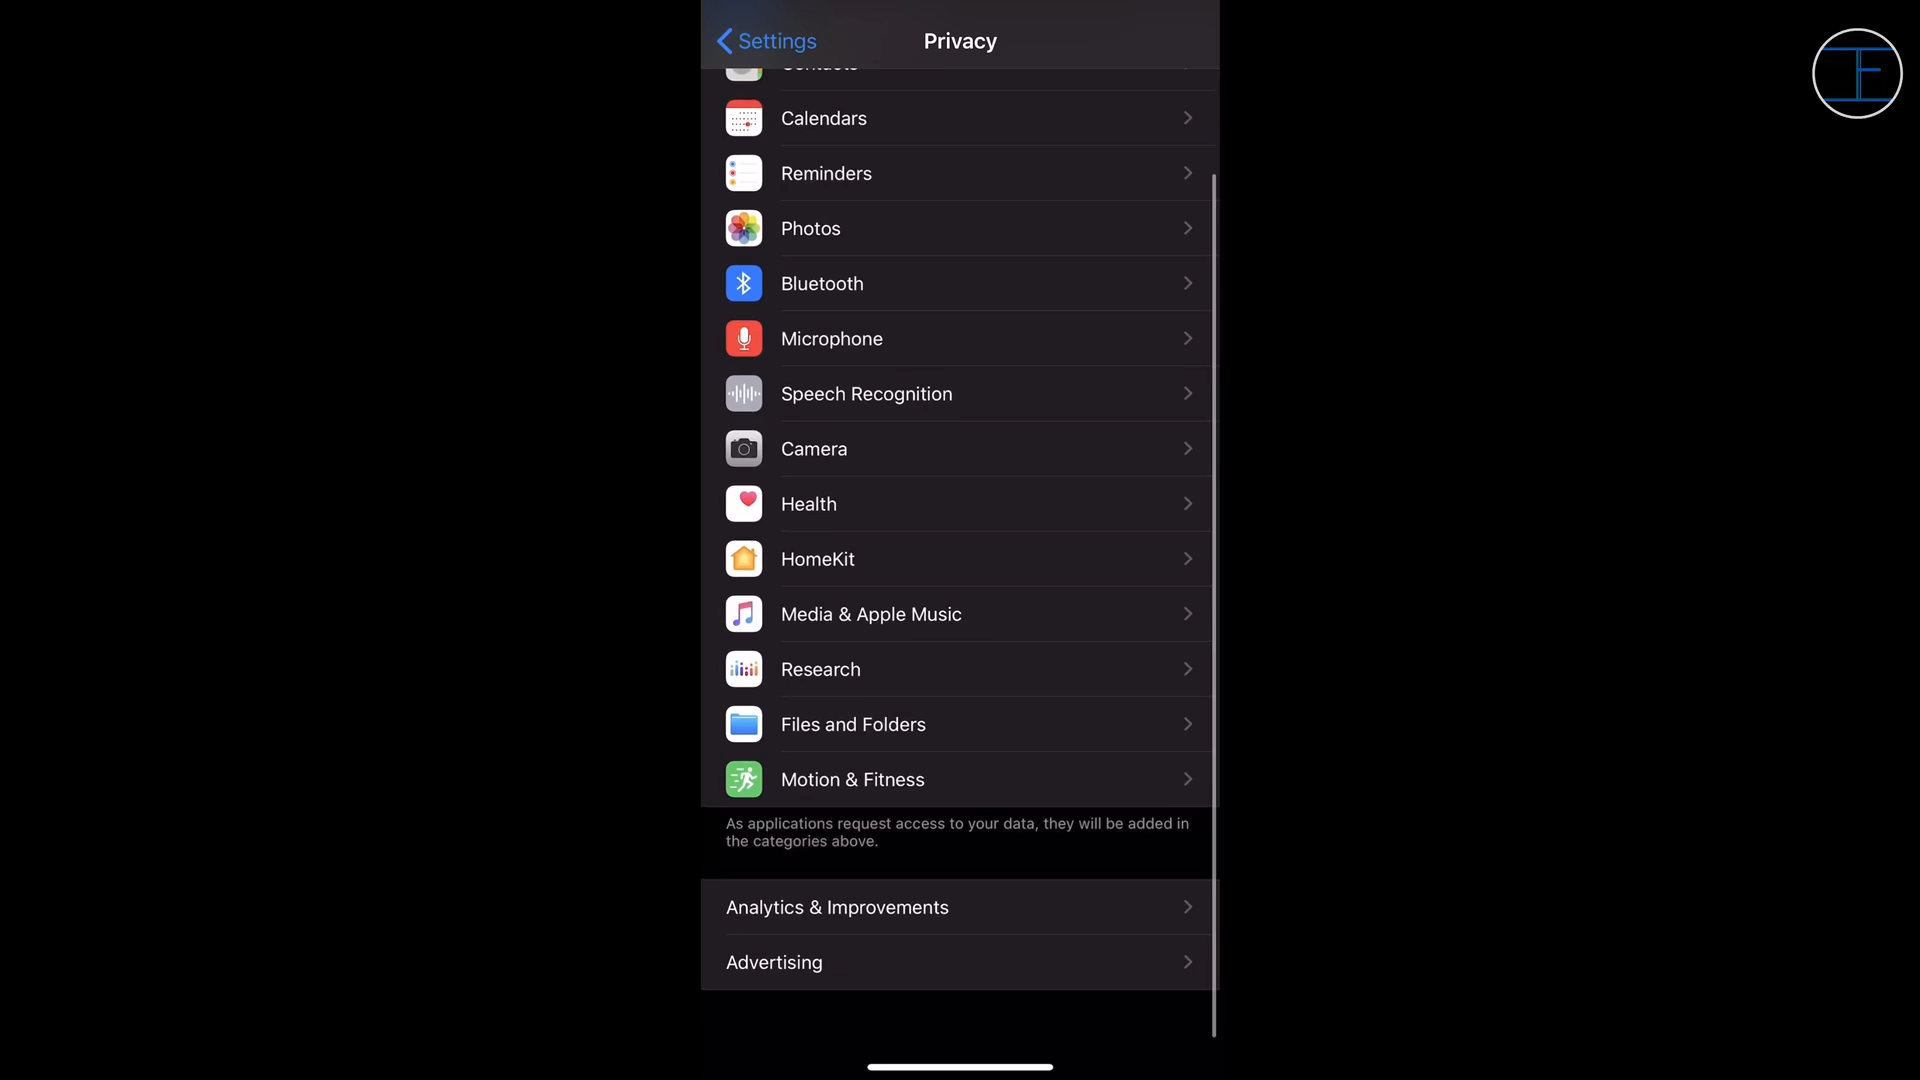 Settings
Privacy
Contacts
Calendars
Reminders
Photos
Bluetooth
Microphone
Speech Recognition
Camera
Health
HomeKit
Media & Apple Music
Research
Files and Folders
Motion & Fitness
As applications request access to your data, they will be added in
the categories above.
Analytics & Improvements
Advertising